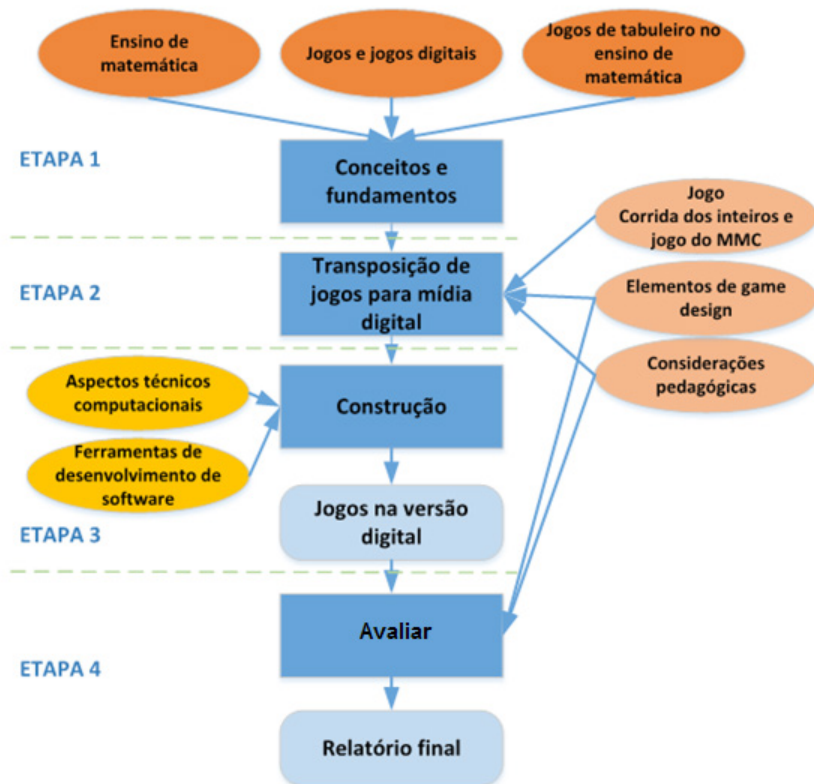 Ensino de
matemática
Jogos e jogos digitais
Jogos de tabuleiro no
ensino de
matemática
ETAPA 1
Conceitos e
fundamentos
Jogo
Corrida dos inteiros e
jogo do MMC
ETAPA 2
Transposição de
jogos para mídia
digital
Elementos de game
design
Considerações
pedagógicas
Aspectos técnicos
computacionais
Construção
Ferramentas de
desenvolvimento de
software
ETAPA 3
Jogos na versão
digital
Avaliar
ETAPA 4
Relatório final